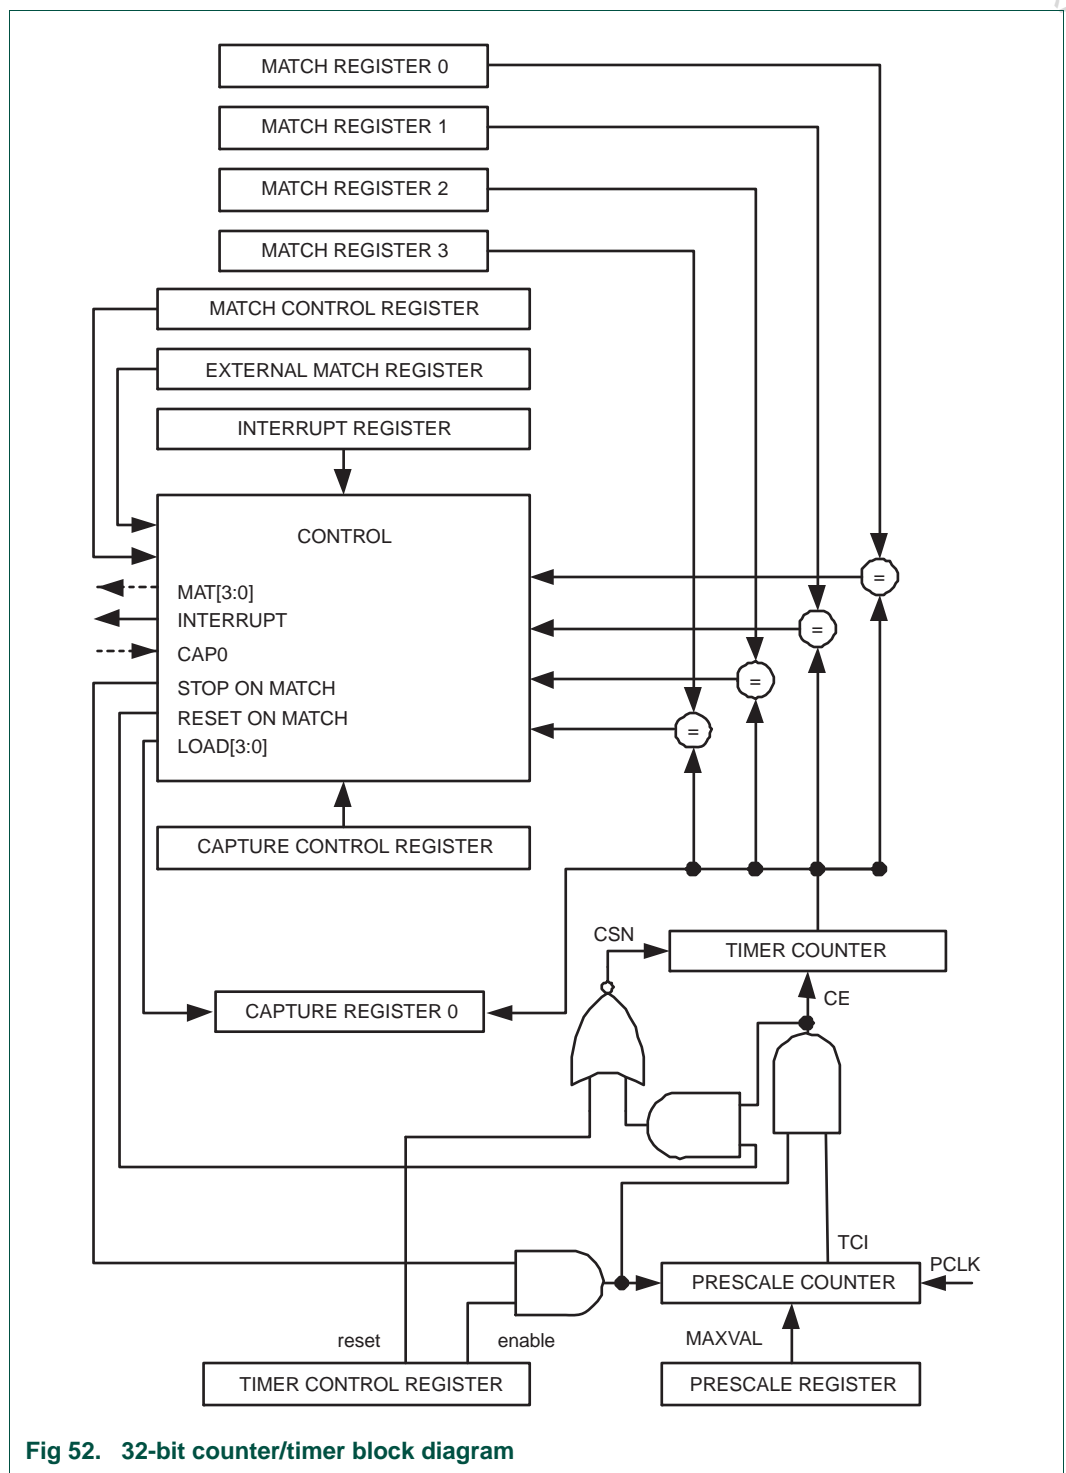 MATCH REGISTER 0
MATCH REGISTER 1
MATCH REGISTER 2
MATCH REGISTER 3
MATCH CONTROL REGISTER
EXTERNAL MATCH REGISTER
INTERRUPT REGISTER
CONTROL
MAT[3:0]
INTERRUPT
CAP0
STOP ON MATCH
RESET ON MATCH
LOAD[3:0]
=
=
=
=
CAPTURE CONTROL REGISTER
CSN
TIMER COUNTER
CE
CAPTURE REGISTER 0
TCI
PCLK
PRESCALE COUNTER
reset
enable
MAXVAL
TIMER CONTROL REGISTER
PRESCALE REGISTER
Fig 52. 32-bit counter/timer block diagram